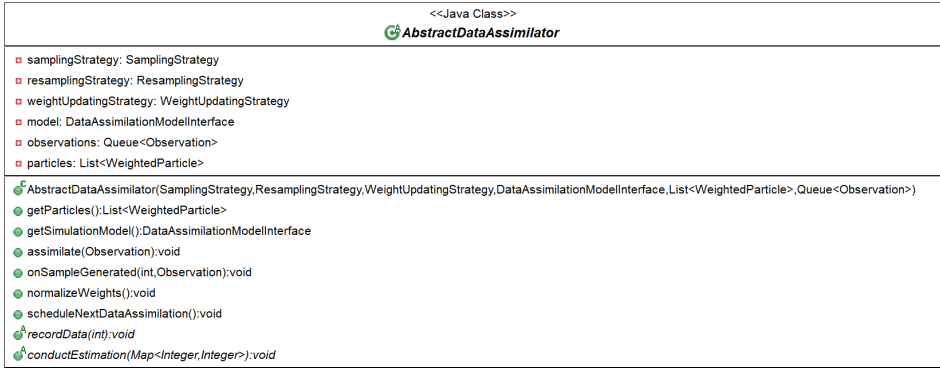 <<Java Class>>
AbstractDataAssimilator
samplingStrategy: SamplingStrategy
resamplingStrategy: ResamplingStrategy
weightUpdatingStrategy: WeightUpdatingStrategy
model: DataAssimilationModelInterface
observations: Queue<Observation>
particles: List<WeightedParticle>
AbstractDataAssimilator(SamplingStrategy,ResamplingStrategy,WeightUpdatingStrategy,DataAssimilationModelInterface,List<WeightedParticle>,Queue<Observation>)
getParticles():List<WeightedParticle>
getSimulationModel():DataAssimilationModelInterface
assimilate(Observation):void
onSampleGenerated(int,Observation):void
normalizeWeights():void
scheduleNextDataAssimilation():void
recordData(int):void
conductEstimation(Map<Integer,Integer>):void